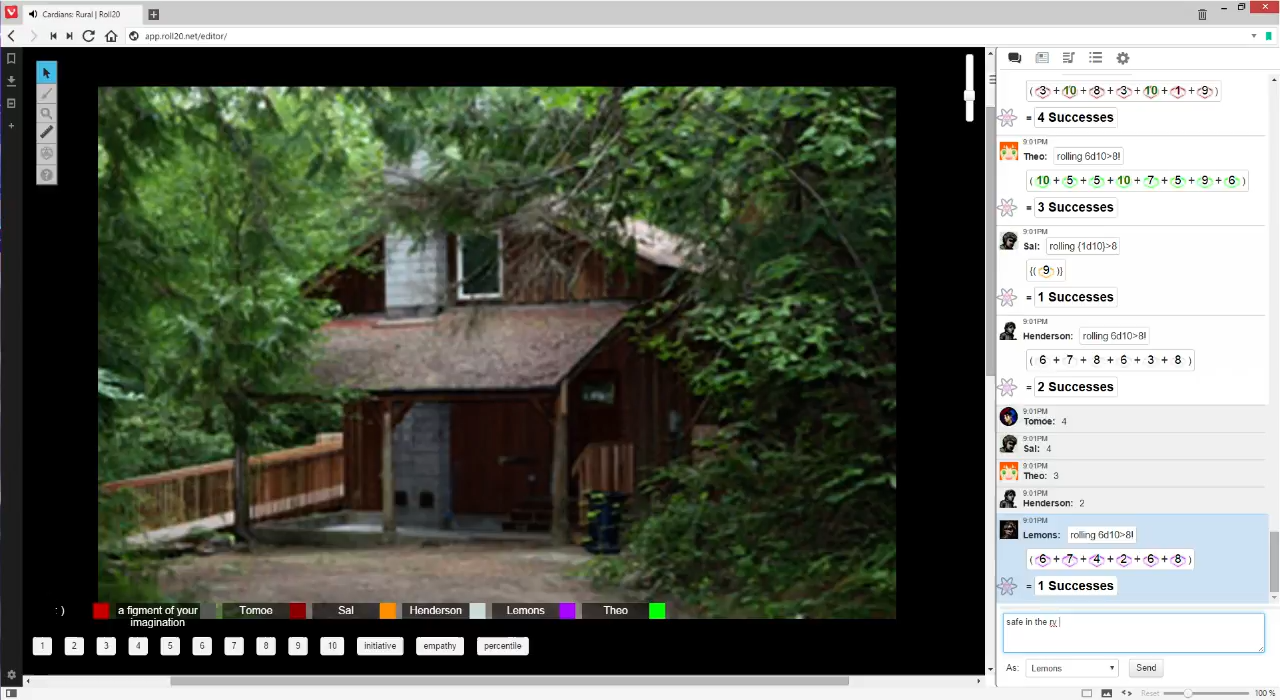 Cardians: Rural | Roll20
app.roll20.net/editor/
( 3 + 10 + 8 + 3 + 10 + 1 + 9 )
= 4 Successes
9:01PM
Theo: rolling 6d10>8!
( 10 + 5 + 5 + 10 + 7 + 5 + 9 + 6 )
= 3 Successes
9:01PM
Sal: rolling {1d10}>8
{( 9 )}
= 1 Successes
9:01PM
Henderson: rolling 6d10>8!
( 6 + 7 + 8 + 6 + 3 + 8 )
= 2 Successes
9:01PM
Tomoe: 4
9:01PM
Sal: 4
9:01PM
Theo: 3
9:01PM
Henderson: 2
9:01PM
Lemons: rolling 6d10>8!
( 6 + 7 + 4 + 2 + 6 + 8 )
= 1 Successes
safe in the rv
As: Lemons Send
: ) a figment of your imagination Tomoe Sal Henderson Lemons Theo
1 2 3 4 5 6 7 8 9 10 initiative empathy percentile
Reset 100 %